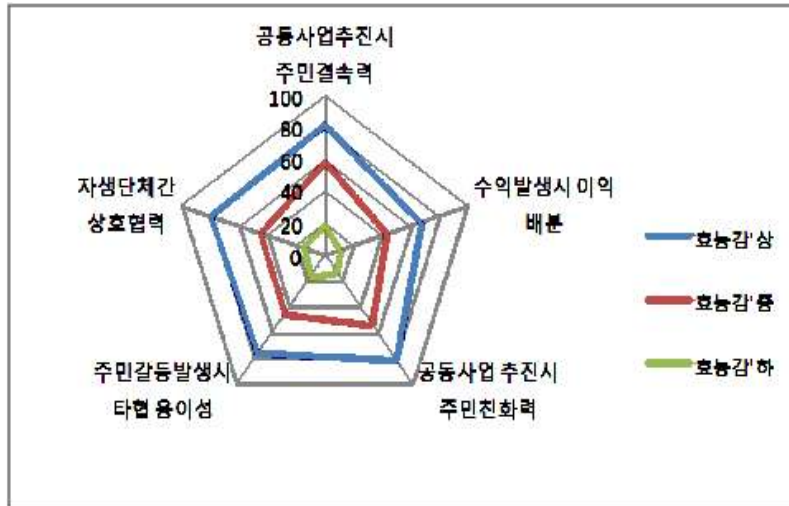 공동사업추진시
주민결속력
100
80
60
40
20
0
수익발생시 이익
배분
공동사업 추진시
주민친화력
주민갈등발생시
타협 용이성
자생단체간
상호협력
효능감'상
효능감'중
효능감'하